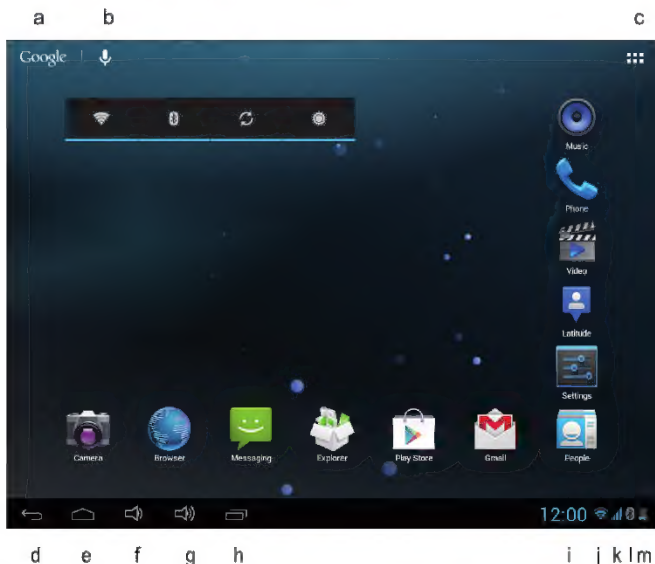 a b c
Google
Music
Phone
Video
Latitude
Settings
Camera Browser Messaging Explorer Play Store Gmail People
12:00
d e f g h i j k l m